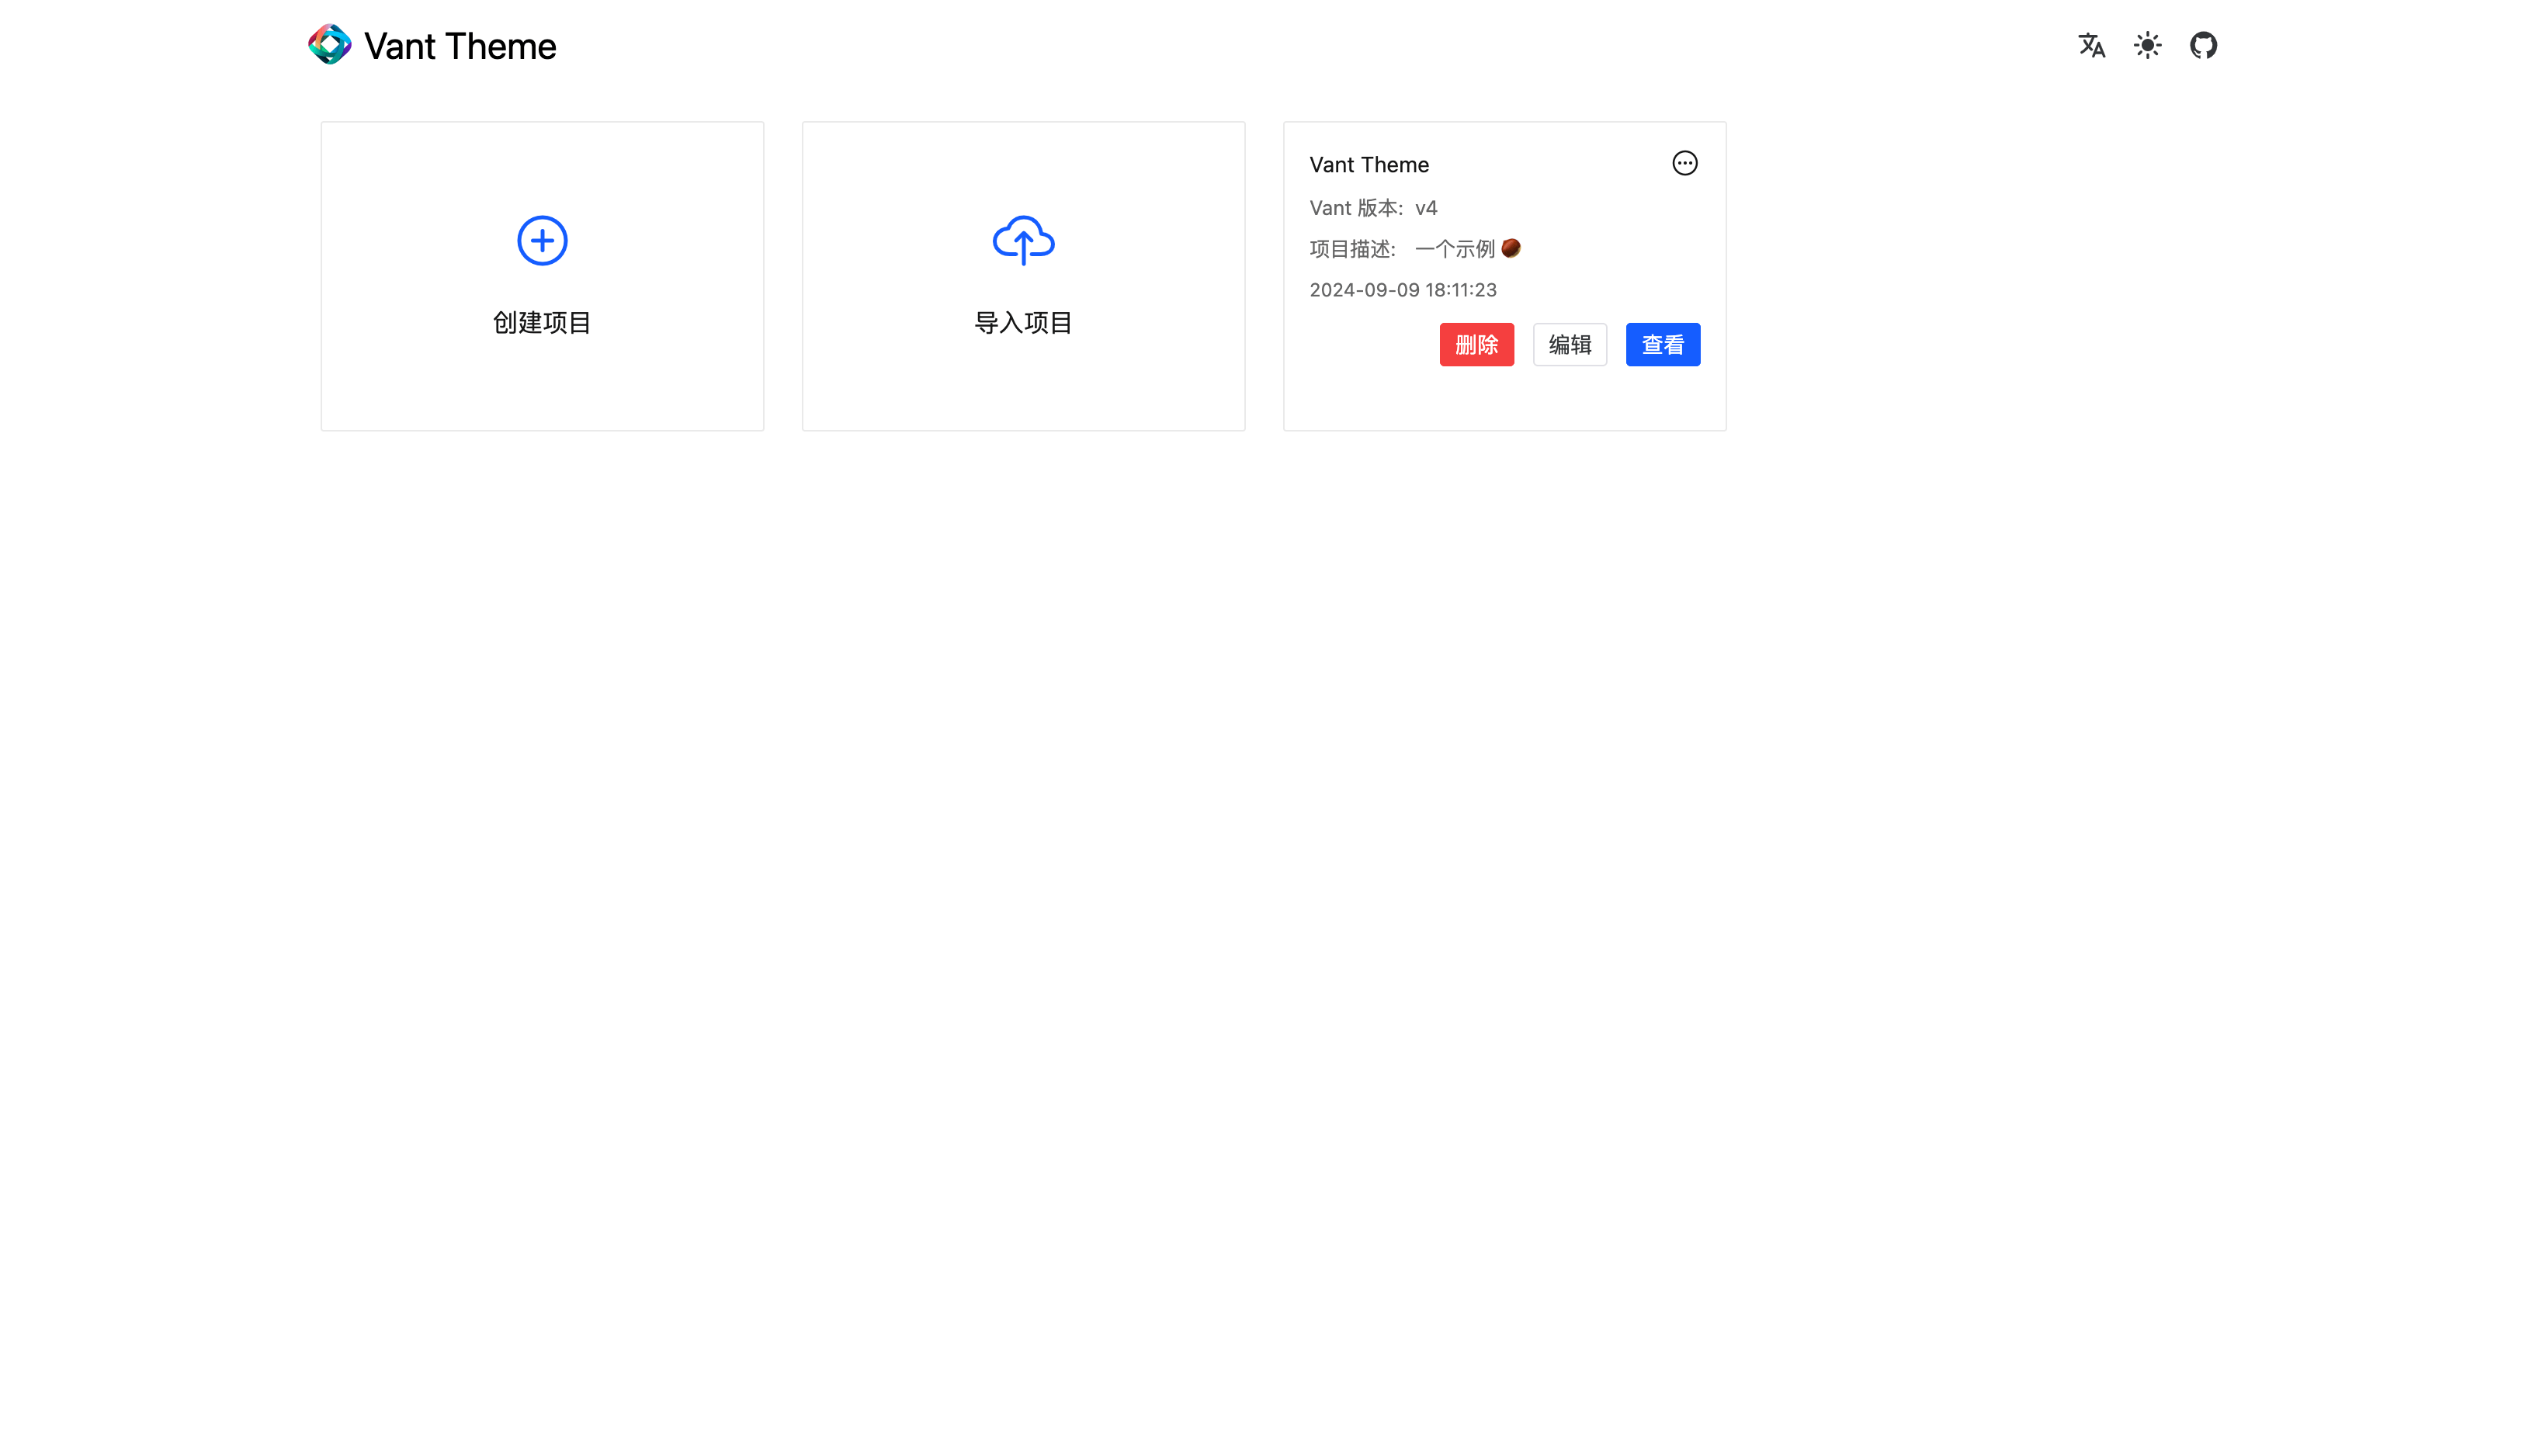 Vant Theme
创建项目
导入项目
Vant Theme
Vant 版本: v4
项目描述: 一个示例 🌰
2024-09-09 18:11:23
删除 编辑 查看